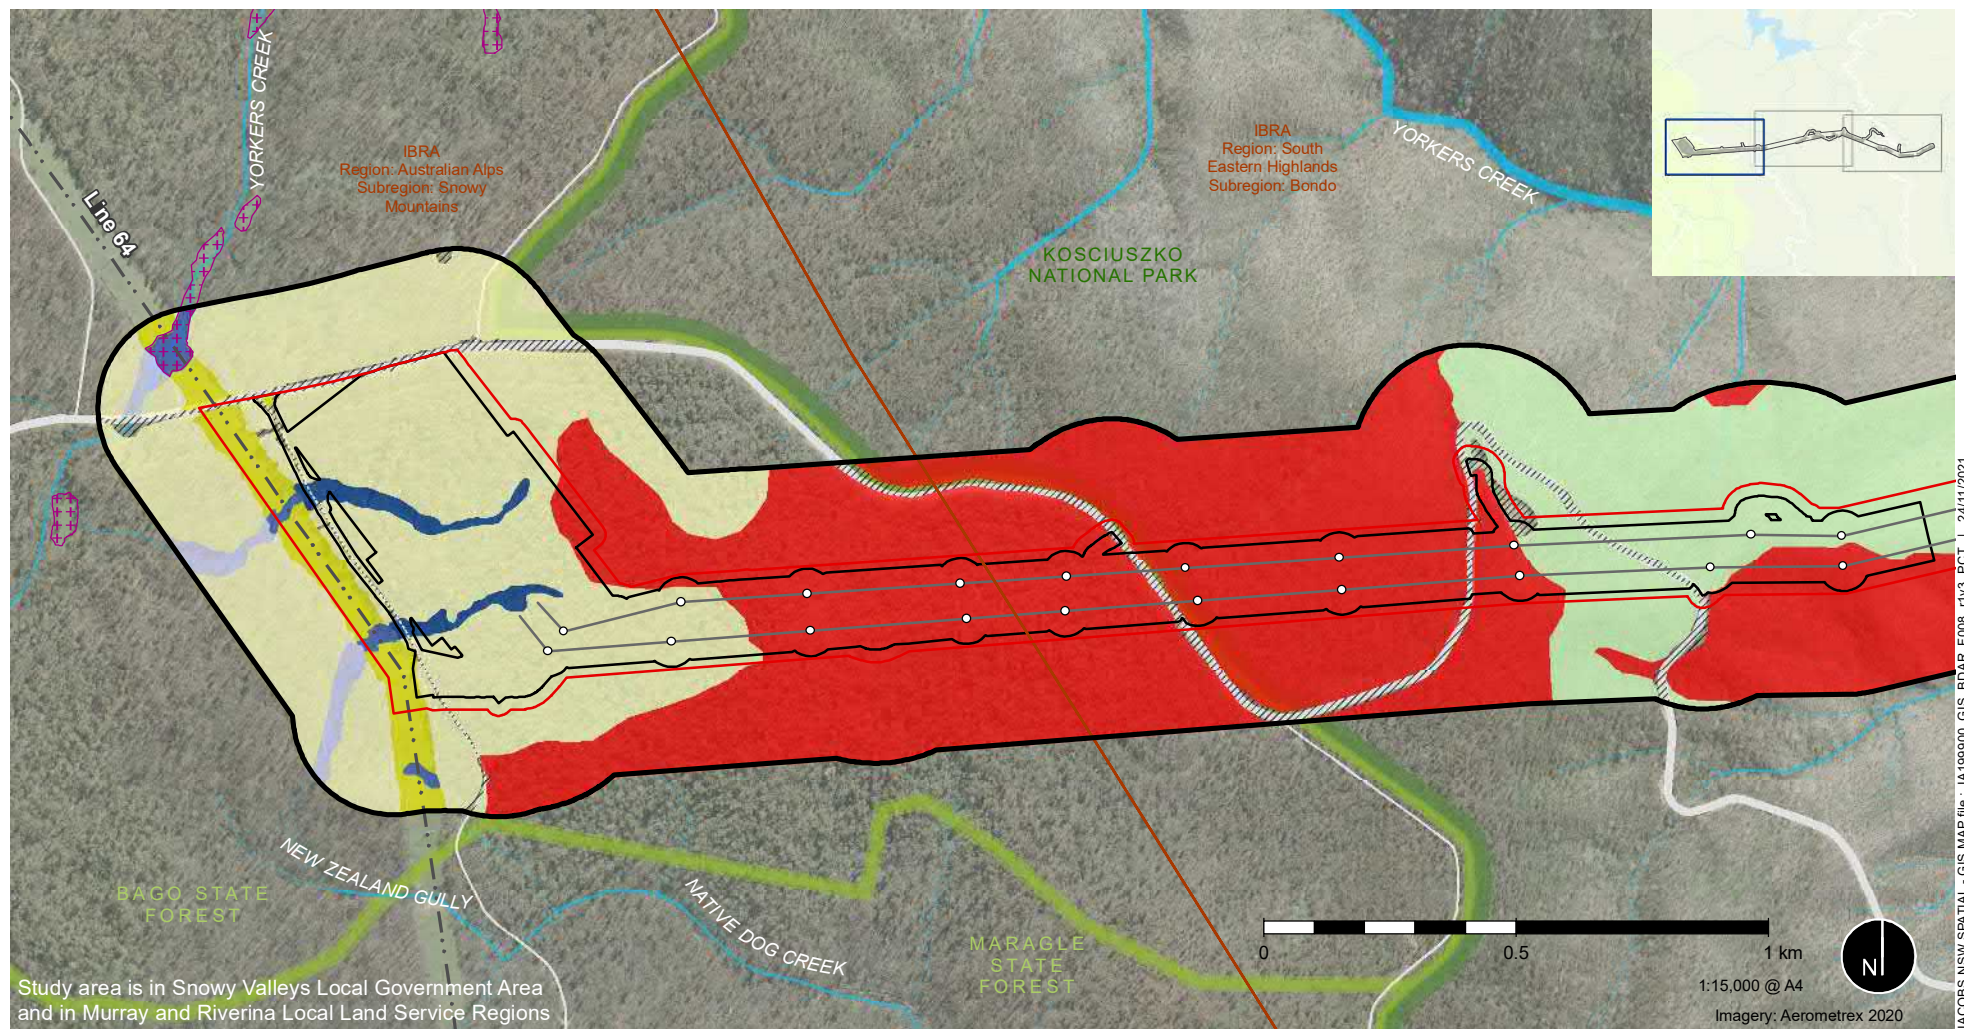 YORKERS CREEK
Line 64
IBRA
Region: Australian Alps
Subregion: Snowy
Mountains
IBRA
Region: South
Eastern Highlands
Subregion: Bondo
YORKERS CREEK
KOSCIUSZKO
NATIONAL PARK
NEW ZEALAND GULLY
NATIVE DOG CREEK
BAGO STATE
FOREST
MARAGLE
STATE
FOREST
0
0.5
1 km
1:15,000 @ A4
N
Imagery: Aerometrex 2020
Study area is in Snowy Valleys Local Government Area
and in Murray and Riverina Local Land Service Regions
24/11/2021